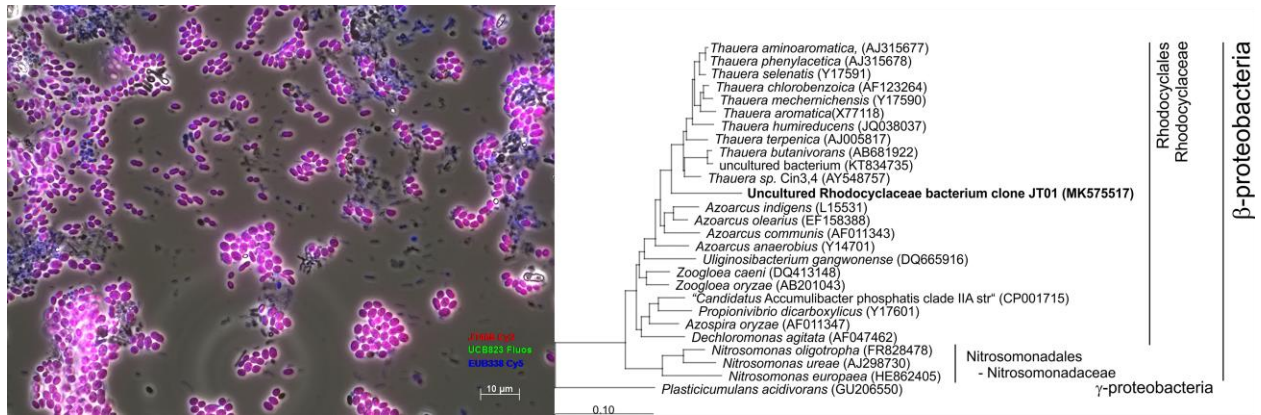 UCB823 Fluos
EUB338 Cy5
10 µm
Thauera aminoaromatica, (AJ315677)
Thauera phenylacetica (AJ315678)
Thauera selenatis (Y17591)
Thauera chlorobenzoica (AF123264)
Thauera mechernichensis (Y17590)
Thauera aromatica(X77118)
Thauera humireducens (JQ038037)
Thauera terpenica (AJ005817)
Thauera butanivorans (AB681922)
uncultured bacterium (KT834735)
Thauera sp. Cin3,4 (AY548757)
Uncultured Rhodocyclaceae bacterium clone JT01 (MK575517)
Azoarcus indigens (L15531)
Azoarcus olearius (EF158388)
Azoarcus communis (AF011343)
Azoarcus anaerobius (Y14701)
Uliginosibacterium gangwonense (DQ665916)
Zoogloea caeni (DQ413148)
Zoogloea oryzae (AB201043)
"Candidatus Accumulibacter phosphatis clade IIA str" (CP001715)
Propionivibrio dicarboxylicus (Y17601)
Azospira oryzae (AF011347)
Dechloromonas agitata (AF047462)
Nitrosomonas oligotropha (FR828478)
Nitrosomonas ureae (AJ298730)
Nitrosomonas europaea (HE862405)
Plasticicumulans acidivorans (GU206550)
0.10
Rhodocyclales
Rhodocyclaceae
β-proteobacteria
Nitrosomonadales
- Nitrosomonadaceae
γ-proteobacteria